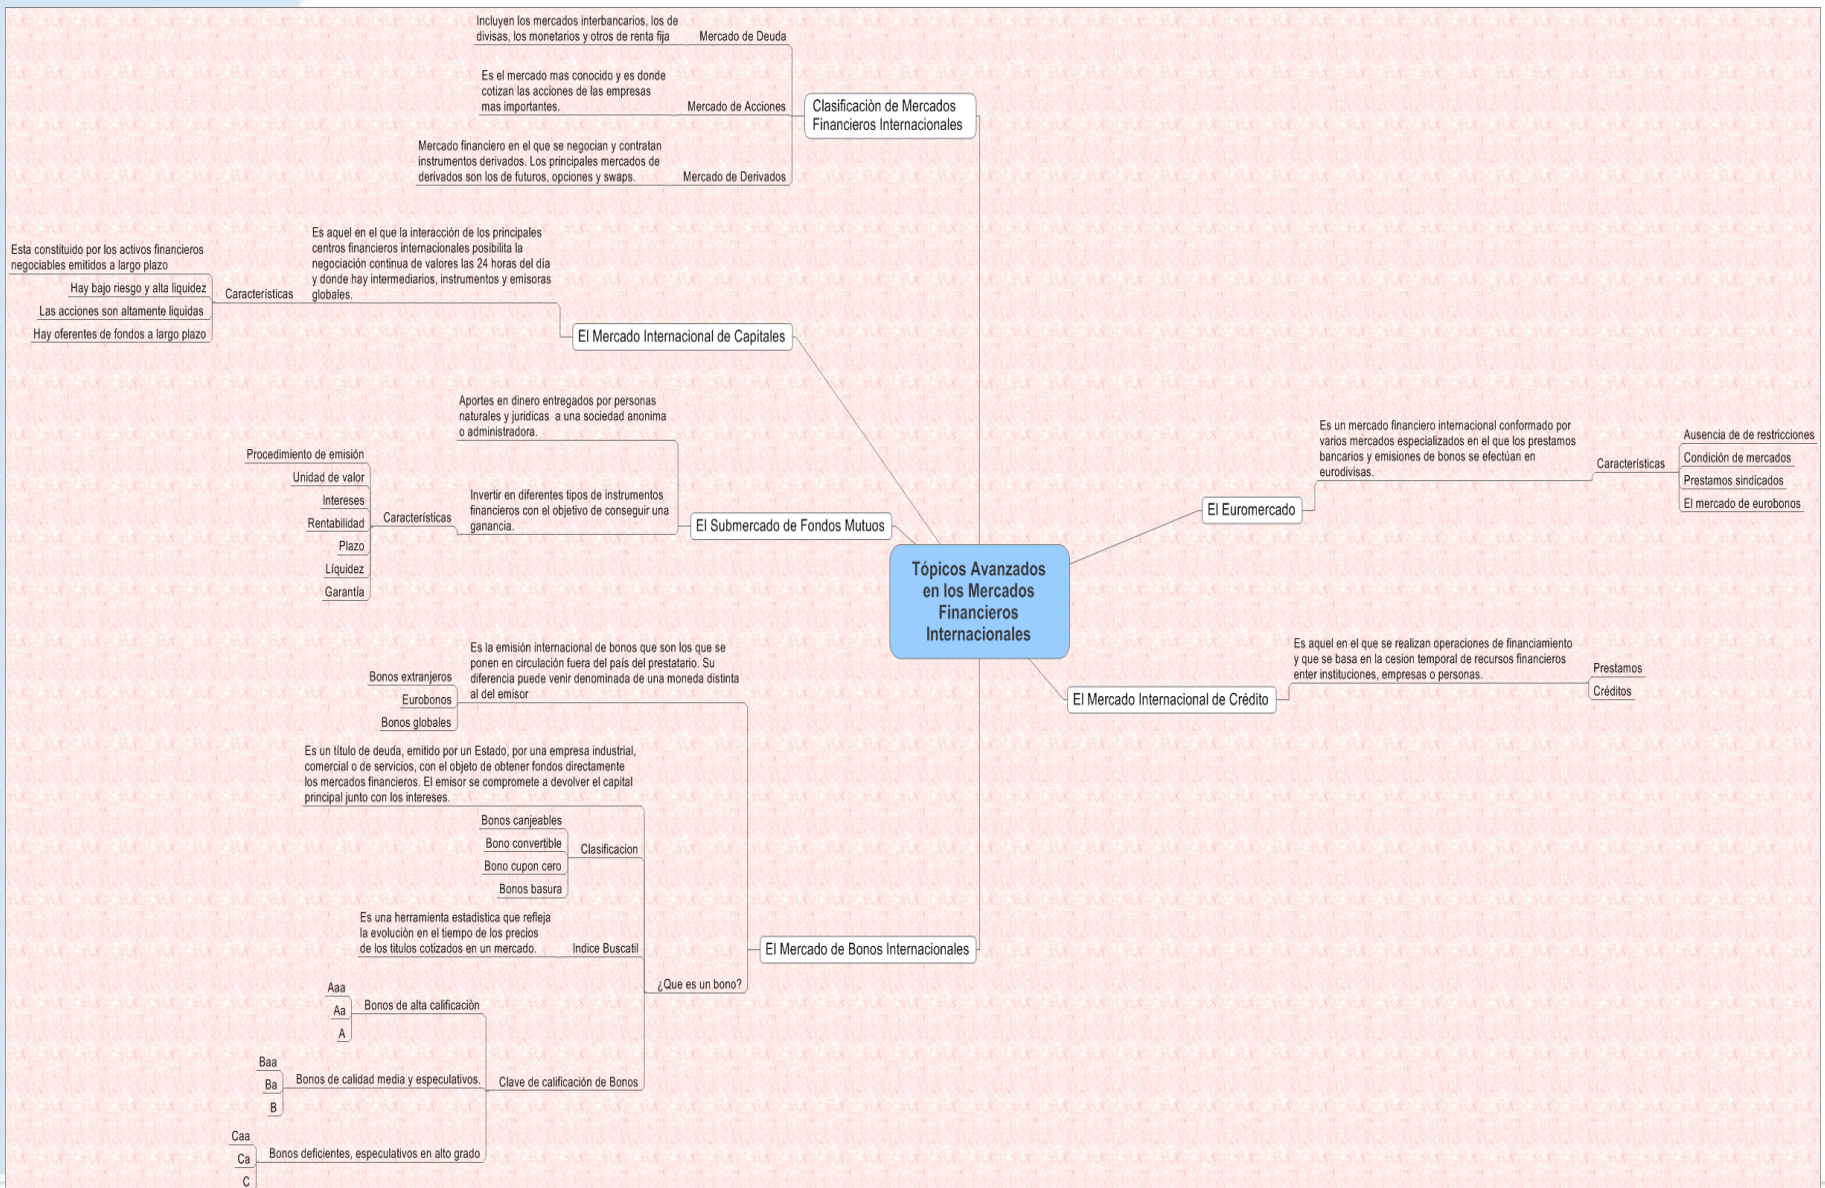 Tópicos Avanzados
en los Mercados
Financieros
Internacionales
Clasificaciòn de Mercados
Financieros Internacionales
Mercado de Deuda
Incluyen los mercados interbancarios, los de
divisas, los monetarios y otros de renta fija
Mercado de Acciones
Es el mercado mas conocido y es donde
cotizan las acciones de las empresas
mas importantes.
Mercado de Derivados
Mercado financiero en el que se negocian y contratan
instrumentos derivados. Los principales mercados de
derivados son los de futuros, opciones y swaps.
El Mercado Internacional de Capitales
Es aquel en el que la interacción de los principales
centros financieros internacionales posibilita la
negociación continua de valores las 24 horas del día
y donde hay intermediarios, instrumentos y emisoras
globales.
Características
Esta constituido por los activos financieros
negociables emitidos a largo plazo
Hay bajo riesgo y alta liquidez
Las acciones son altamente liquidas
Hay oferentes de fondos a largo plazo
El Submercado de Fondos Mutuos
Aportes en dinero entregados por personas
naturales y juridicas a una sociedad anonima
o administradora.
Invertir en diferentes tipos de instrumentos
financieros con el objetivo de conseguir una
ganancia.
Características
Procedimiento de emisión
Unidad de valor
Intereses
Rentabilidad
Plazo
Líquidez
Garantía
El Mercado de Bonos Internacionales
Es la emisión internacional de bonos que son los que se
ponen en circulación fuera del país del prestatario. Su
diferencia puede venir denominada de una moneda distinta
al del emisor
Bonos extranjeros
Eurobonos
Bonos globales
¿Que es un bono?
Es un título de deuda, emitido por un Estado, por una empresa industrial,
comercial o de servicios, con el objeto de obtener fondos directamente
los mercados financieros. El emisor se compromete a devolver el capital
principal junto con los intereses.
Clasificacion
Bonos canjeables
Bono convertible
Bono cupon cero
Bonos basura
Indice Buscatil
Es una herramienta estadìstica que refleja
la evolución en el tiempo de los precios
de los titulos cotizados en un mercado.
Clave de calificación de Bonos
Bonos de alta calificaciòn
Aaa
Aa
A
Bonos de calidad media y especulativos.
Baa
Ba
B
Bonos deficientes, especulativos en alto grado
Caa
Ca
C
El Euromercado
Es un mercado financiero internacional conformado por
varios mercados especializados en el que los prestamos
bancarios y emisiones de bonos se efectúan en
eurodivisas.
Características
Ausencia de de restricciones
Condición de mercados
Prestamos sindicados
El mercado de eurobonos
El Mercado Internacional de Crédito
Es aquel en el que se realizan operaciones de financiamiento
y que se basa en la cesion temporal de recursos financieros
enter instituciones, empresas o personas.
Prestamos
Créditos